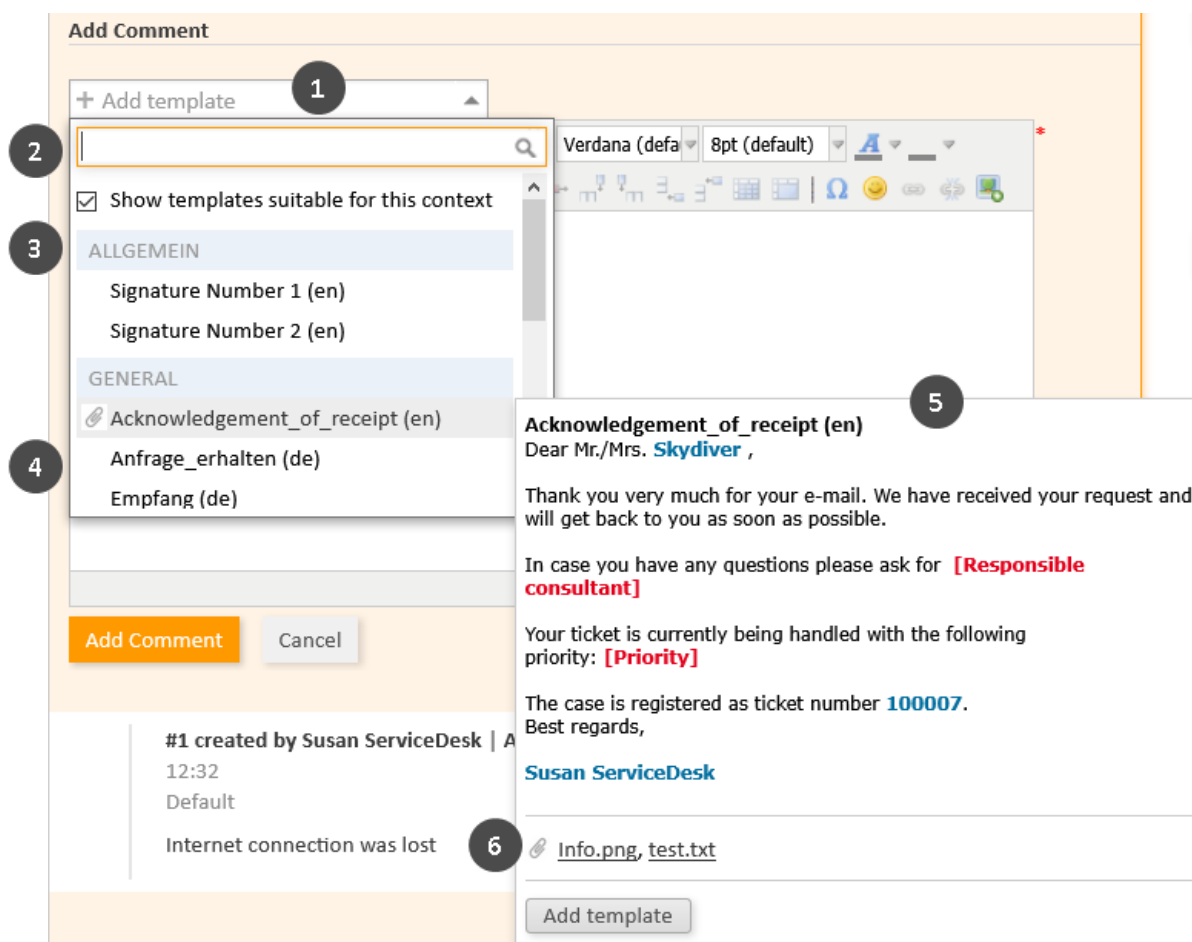 Add Comment
1
+ Add template
2
Verdana (defa
8pt (default)
A
*
Show templates suitable for this context
Ω
3
ALLGEMEIN
Signature Number 1 (en)
Signature Number 2 (en)
GENERAL
5
Acknowledgement_of_receipt (en)
4
Anfrage_erhalten (de)
Empfang (de)
Acknowledgement_of_receipt (en)
Dear Mr./Mrs. Skydiver ,
Thank you very much for your e-mail. We have received your request and
will get back to you as soon as possible.
In case you have any questions please ask for [Responsible
consultant]
Your ticket is currently being handled with the following
priority: [Priority]
The case is registered as ticket number 100007.
Best regards,
Susan ServiceDesk
Add Comment
Cancel
#1 created by Susan ServiceDesk | A
12:32
Default
Internet connection was lost
6
Info.png, test.txt
Add template